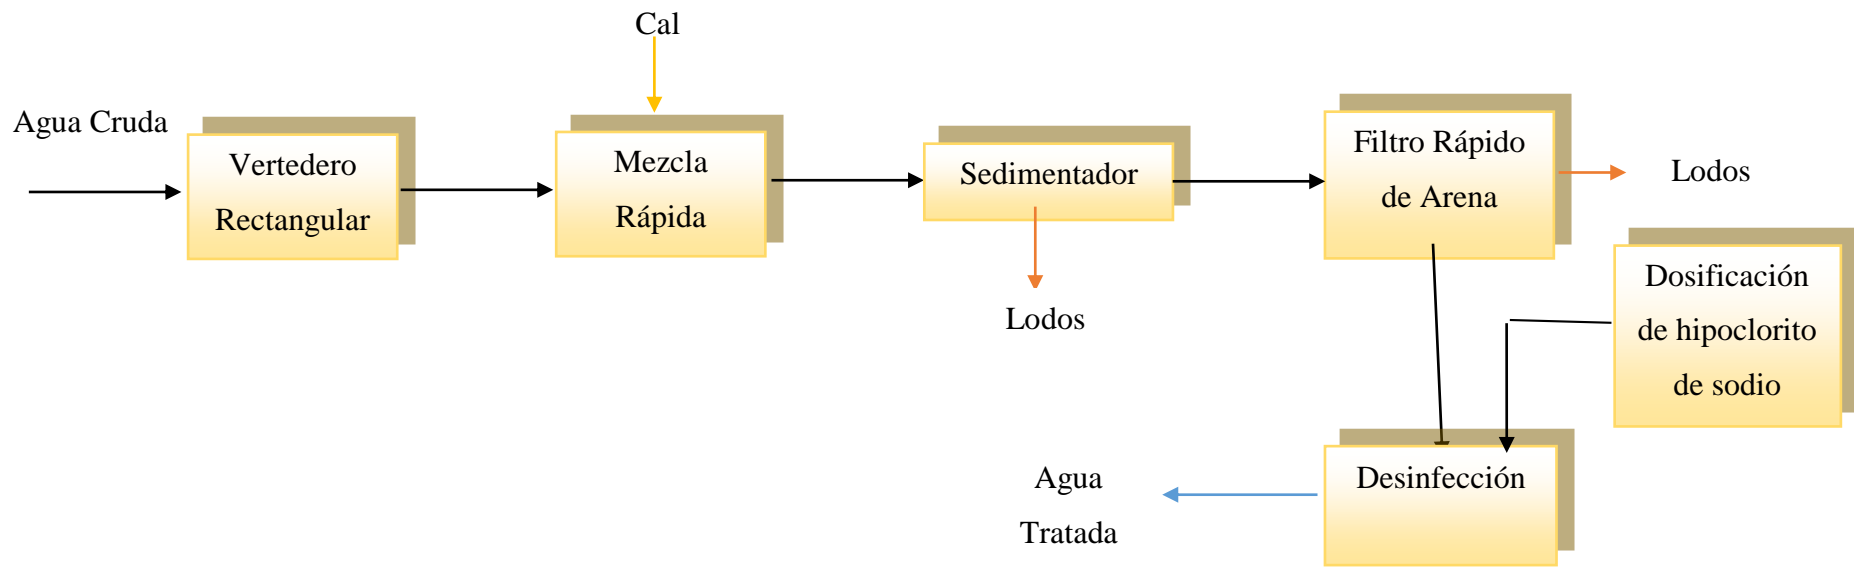 Cal
Agua Cruda
Vertedero
Rectangular
Mezcla
Rápida
Sedimentador
Lodos
Filtro Rápido
de Arena
Lodos
Dosificación
de hipoclorito
de sodio
Desinfección
Agua
Tratada